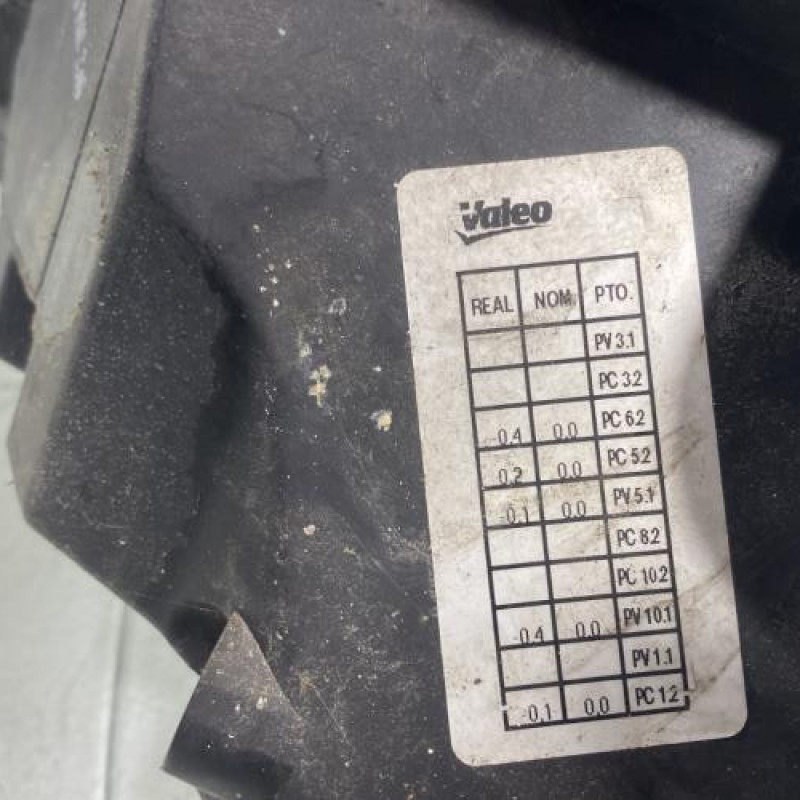 Valeo
REAL NOM. PTO.
PV 3.1
PC 3.2
-0.4 0.0 PC 6.2
0.2 0.0 PC 5.2
-0.1 0.0 PV 5.1
PC 8.2
PC 10.2
-0.4 0.0 PV 10.1
PV 1.1
-0.1 0.0 PC 1.2